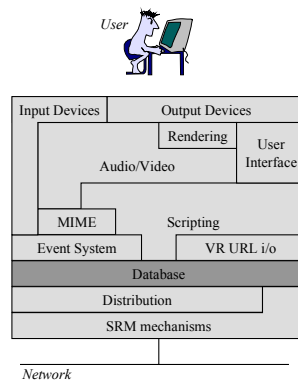 User
Input Devices
Output Devices
Rendering
User
Interface
Audio/Video
MIME
Scripting
Event System
VR URL i/o
Database
Distribution
SRM mechanisms
Network